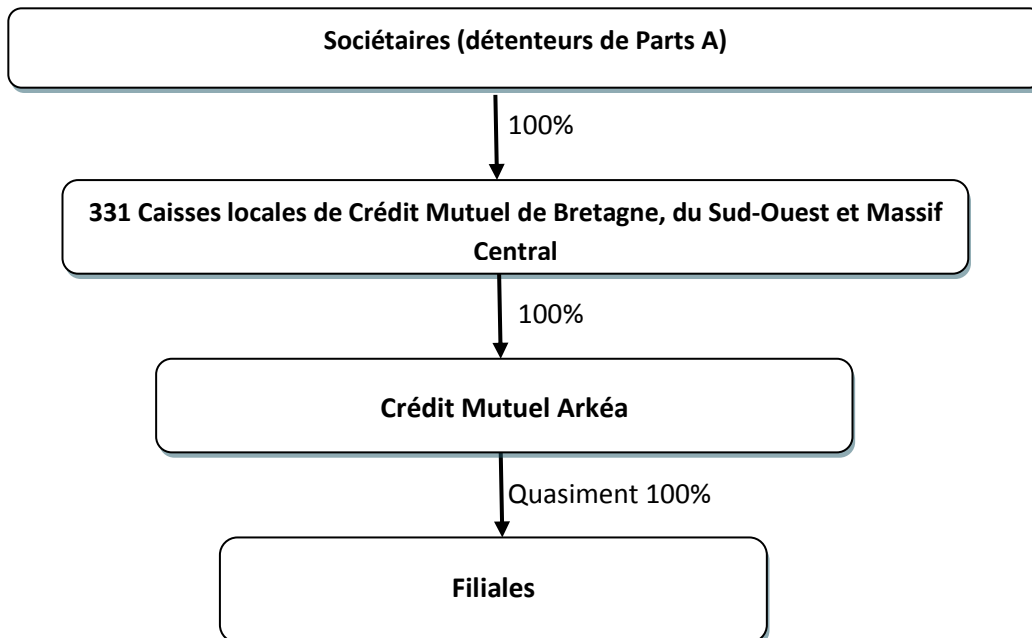 Sociétaires (détenteurs de Parts A)
100%
331 Caisses locales de Crédit Mutuel de Bretagne, du Sud-Ouest et Massif
Central
100%
Crédit Mutuel Arkéa
Quasiment 100%
Filiales